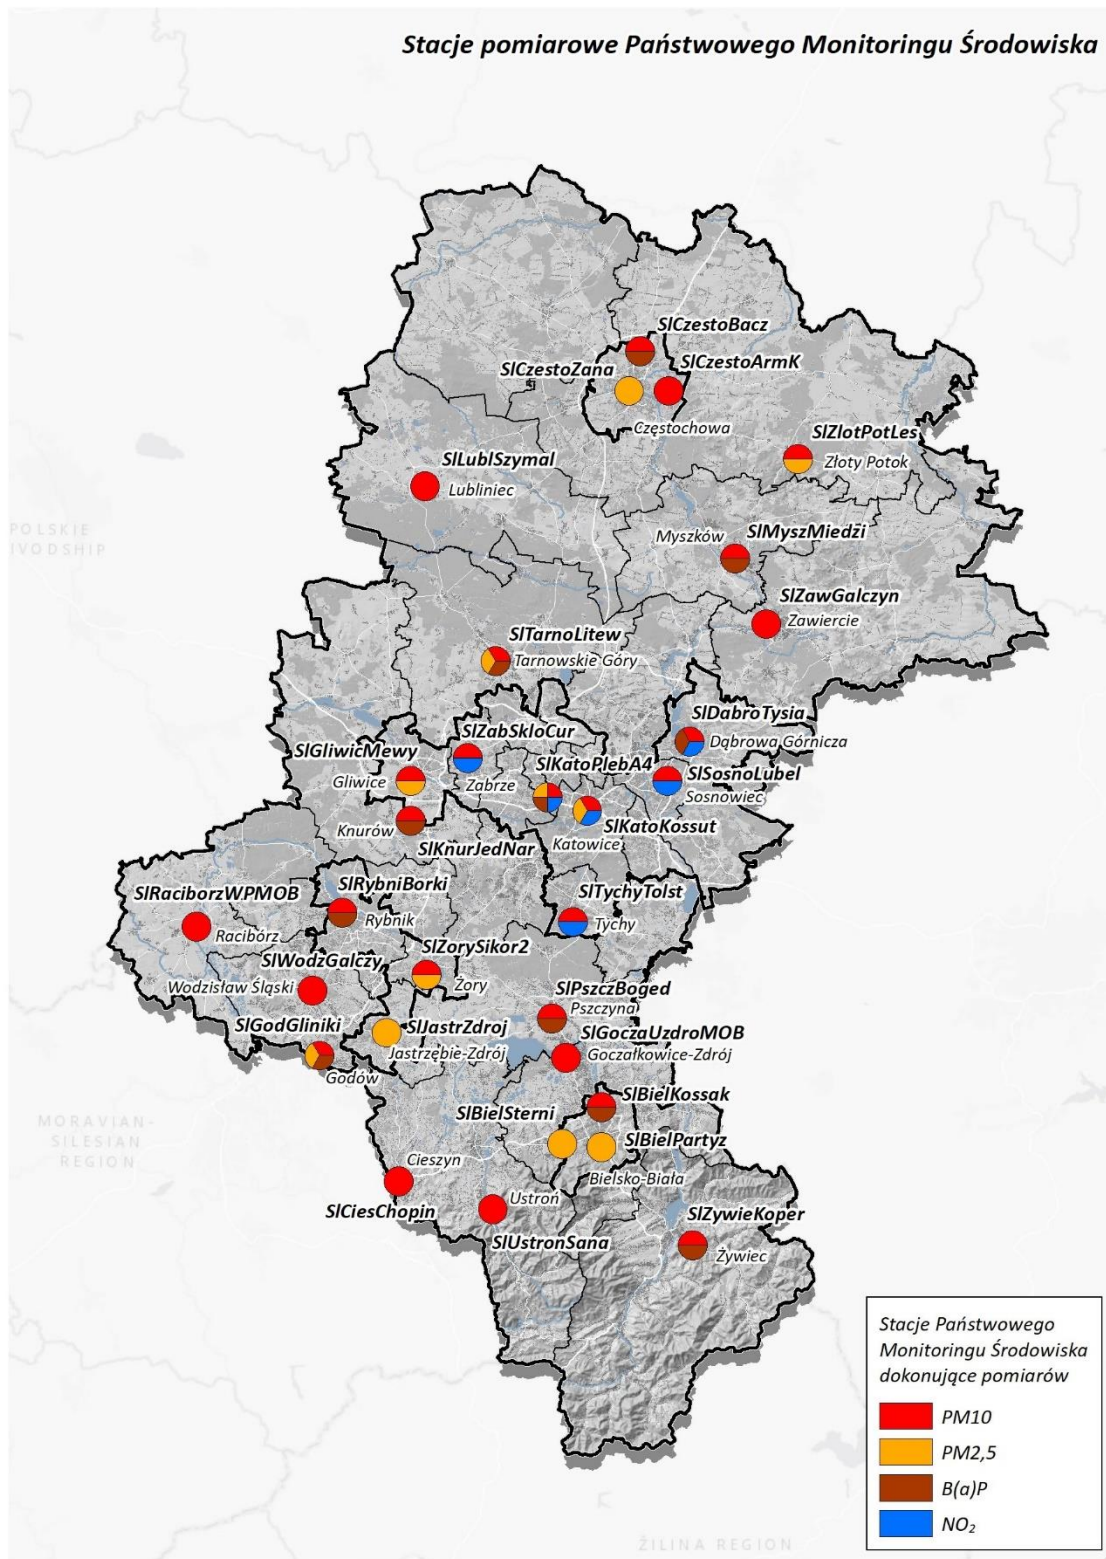 Stacje pomiarowe Państwowego Monitoringu Środowiska
SlCzestoBacz
SlCzestoZana
SlCzestoArmK
Częstochowa
SlZlotPotLes
Złoty Potok
SlLublSzymal
Lubliniec
POLSKIE
IVODSHIP
SlMyszMiedzi
Myszków
SlZawGalczyn
Zawiercie
SlTarnoLitew
Tarnowskie Góry
SlDabroTysia
Dąbrowa Górnicza
SlZabSkloCur
Zabrze
SlGliwicMewy
Gliwice
SlKatoPlebA4
SlSosnoLubel
Sosnowiec
SlKatoKossut
Katowice
Knurów
SlKnurJedNar
SlRaciborzWPMOB
Racibórz
SlRybniBorki
Rybnik
SlTychyTolst
Tychy
SlZorySikor2
Żory
SlWodzGalczy
Wodzisław Śląski
SlPszczBoged
Pszczyna
SlGodGliniki
Godów
SlJastrZdroj
Jastrzębie-Zdrój
SlGoczaUzdroMOB
Goczałkowice-Zdrój
SlBielKossak
SlBielSterni
SlBielPartyz
Bielsko-Biała
MORAVIAN-
SILESIAN
REGION
Cieszyn
SlCiesChopin
Ustroń
SlUstronSana
SlZywieKoper
Żywiec
Stacje Państwowego
Monitoringu Środowiska
dokonujące pomiarów
PM10
PM2,5
B(a)P
NO₂
ŽILINA REGION